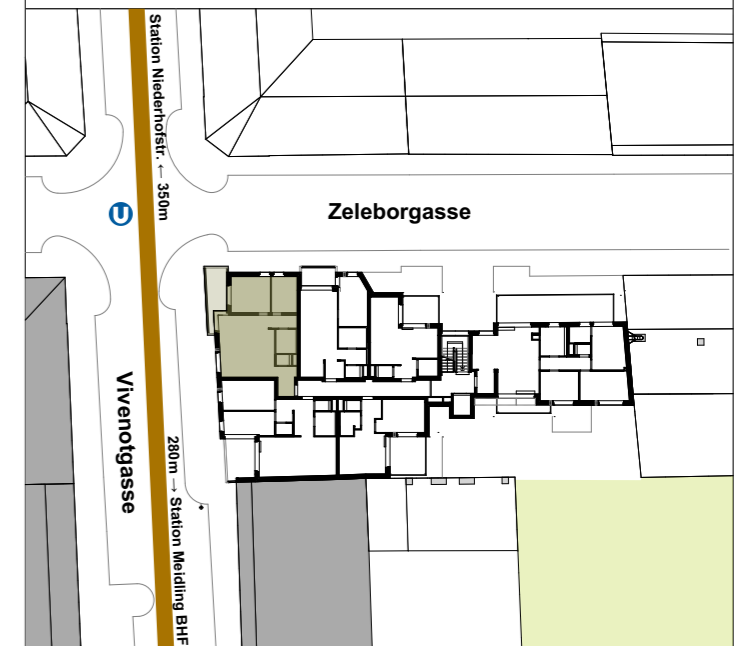 Station Niederhofstr. ← 350m
U
Zeleborgasse
Vivenotgasse
280m → Station Meidling BHF